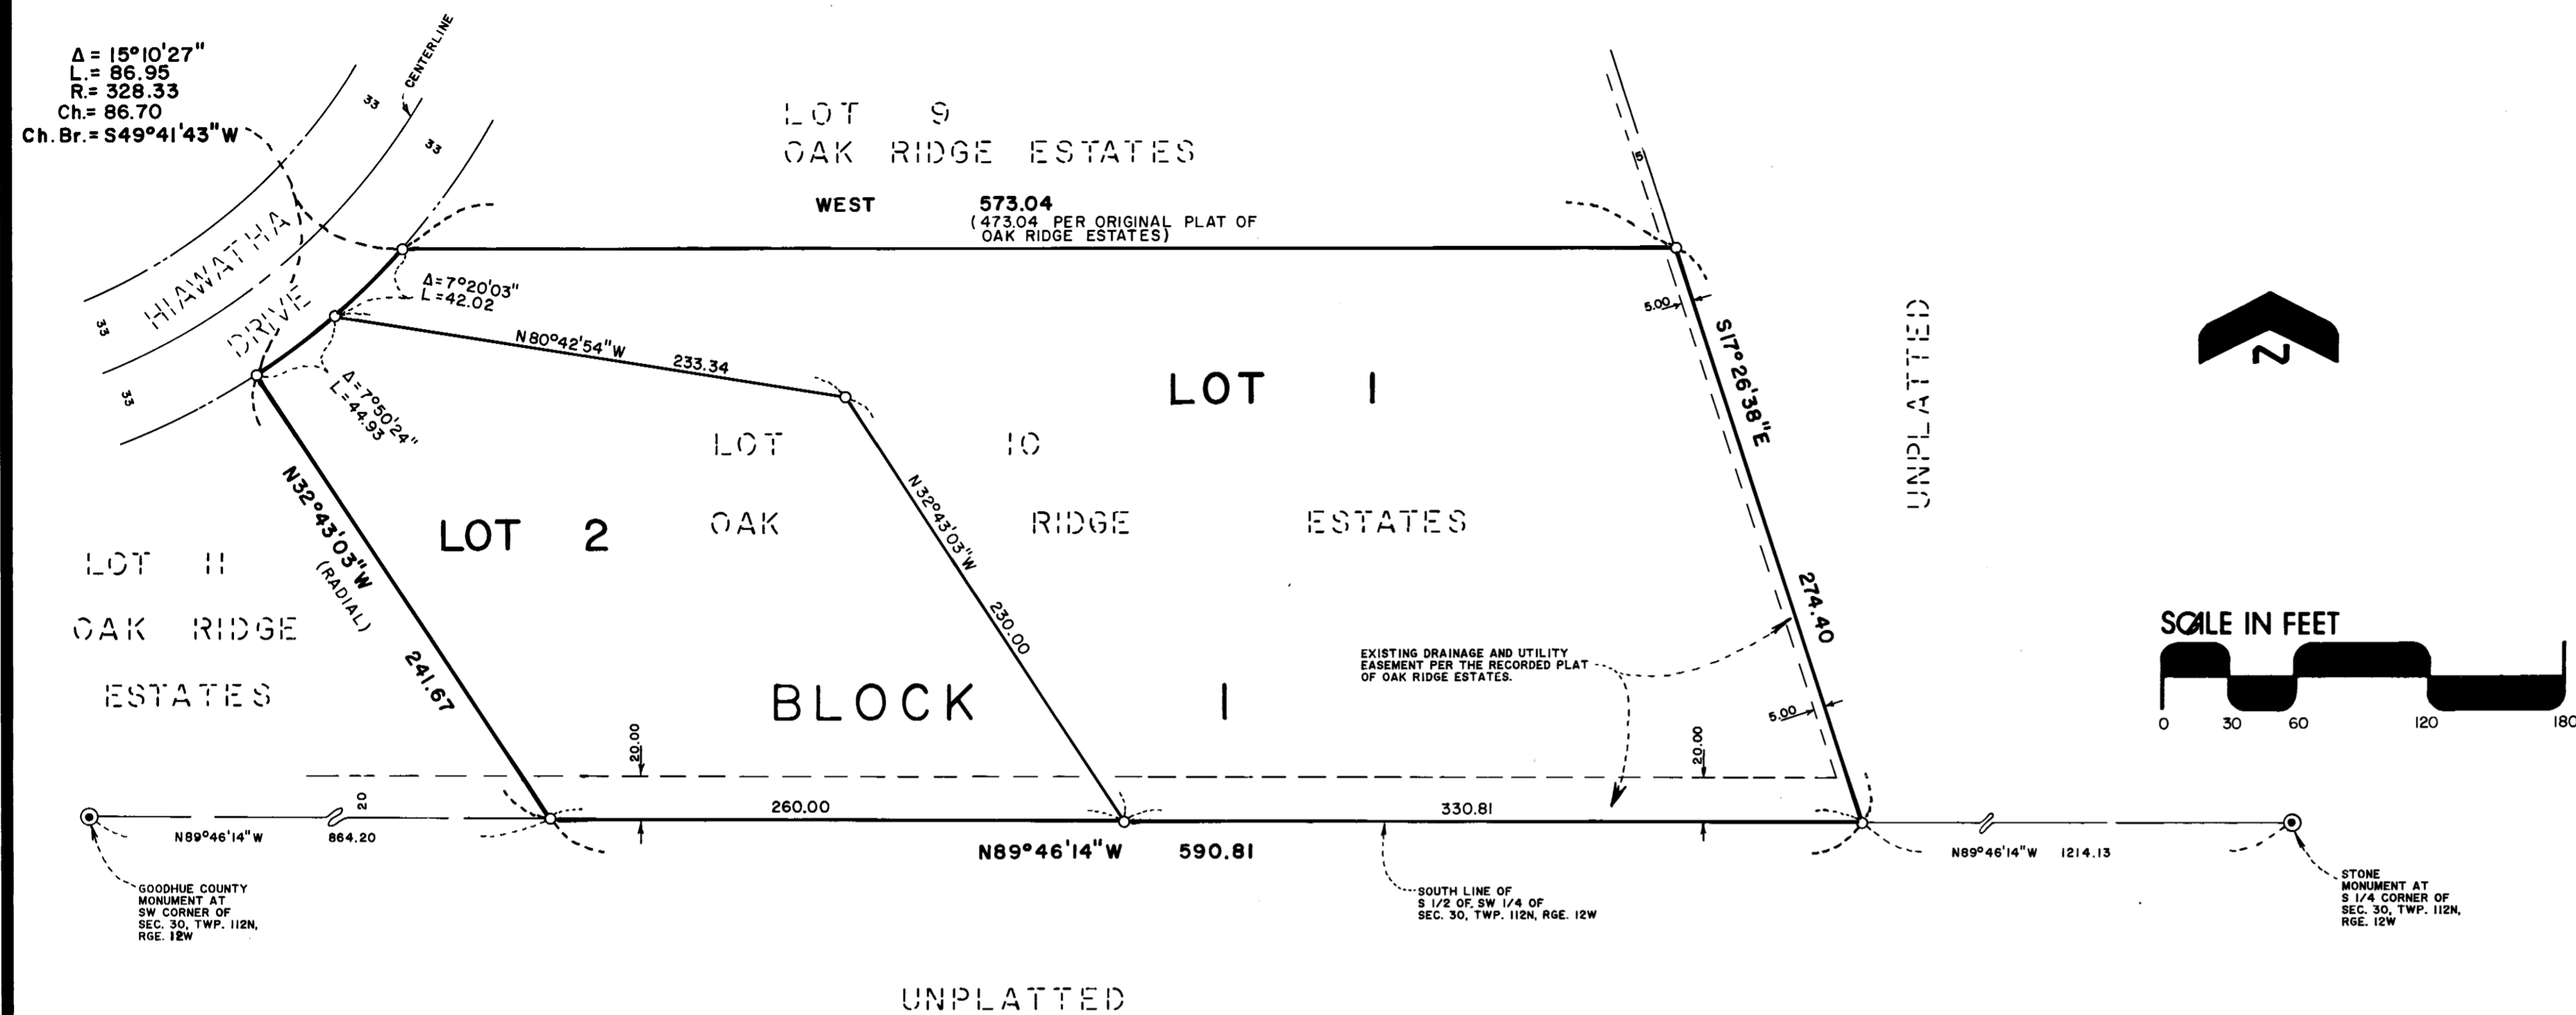 Δ = 15°10'27"
L.= 86.95
R.= 328.33
Ch.= 86.70
Ch. Br.= S49°41'43"W
CENTERLINE
33
33
LOT 9
OAK RIDGE ESTATES
WEST 573.04
(473.04 PER ORIGINAL PLAT OF
OAK RIDGE ESTATES)
5
HIAWATHA
DRIVE
33
33
Δ=7°20'03"
L=42.02
Δ=7°50'24"
L=44.93
N80°42'54"W 233.34
5.00
S17°26'38"E
274.40
UNPLATTED
N
LOT 1
LOT 10
OAK RIDGE ESTATES
LOT 2
N32°43'03"W
230.00
N32°43'03"W
(RADIAL)
241.67
LOT 11
OAK RIDGE
ESTATES
BLOCK 1
EXISTING DRAINAGE AND UTILITY
EASEMENT PER THE RECORDED PLAT
OF OAK RIDGE ESTATES.
5.00
SCALE IN FEET
0 30 60 120 180
20.00
20.00
20
260.00
330.81
N89°46'14"W 864.20
N89°46'14"W 590.81
N89°46'14"W 1214.13
GOODHUE COUNTY
MONUMENT AT
SW CORNER OF
SEC. 30, TWP. 112N,
RGE. 12W
SOUTH LINE OF
S 1/2 OF. SW 1/4 OF
SEC. 30, TWP. 112N, RGE. 12W
STONE
MONUMENT AT
S 1/4 CORNER OF
SEC. 30, TWP. 112N,
RGE. 12W
UNPLATTED